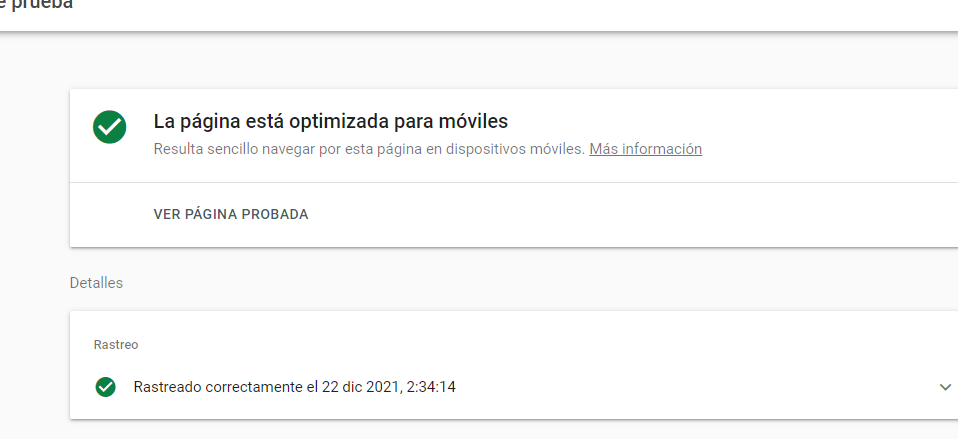 e prueba
La página está optimizada para móviles
Resulta sencillo navegar por esta página en dispositivos móviles. Más información
VER PÁGINA PROBADA
Detalles
Rastreo
Rastreado correctamente el 22 dic 2021, 2:34:14